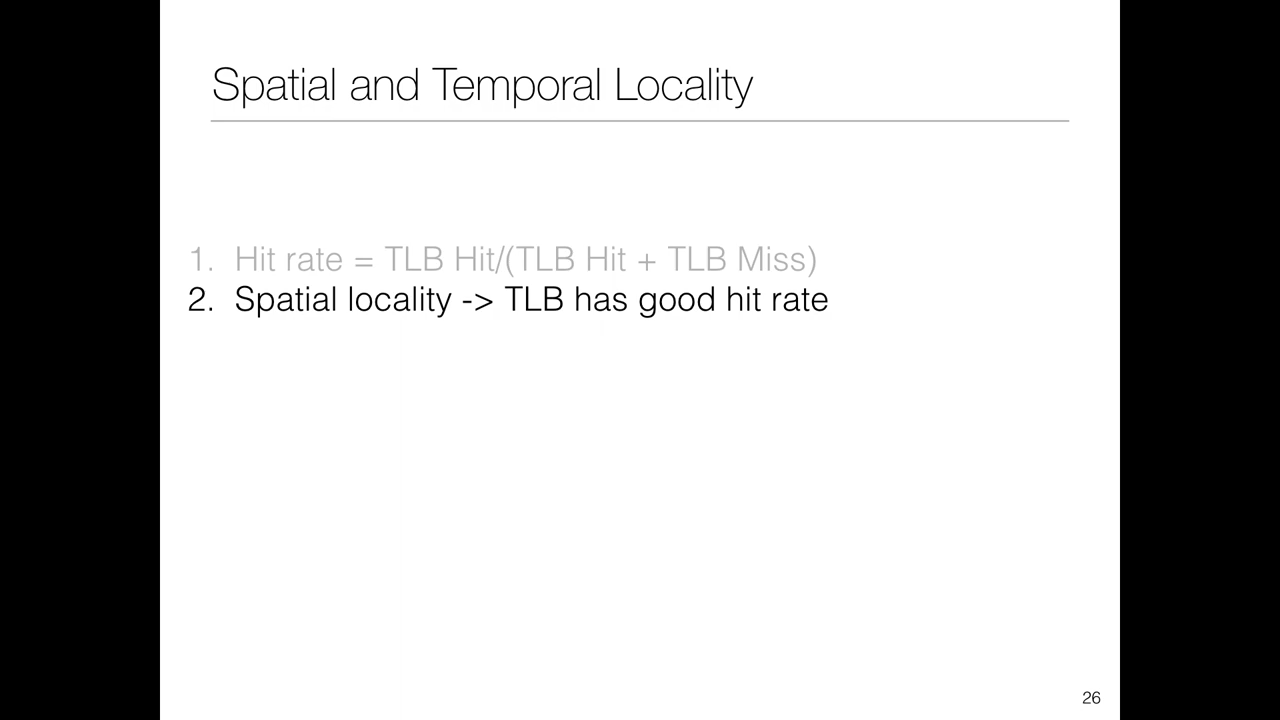 Spatial and Temporal Locality
1. Hit rate = TLB Hit/(TLB Hit + TLB Miss)
2. Spatial locality -> TLB has good hit rate
26